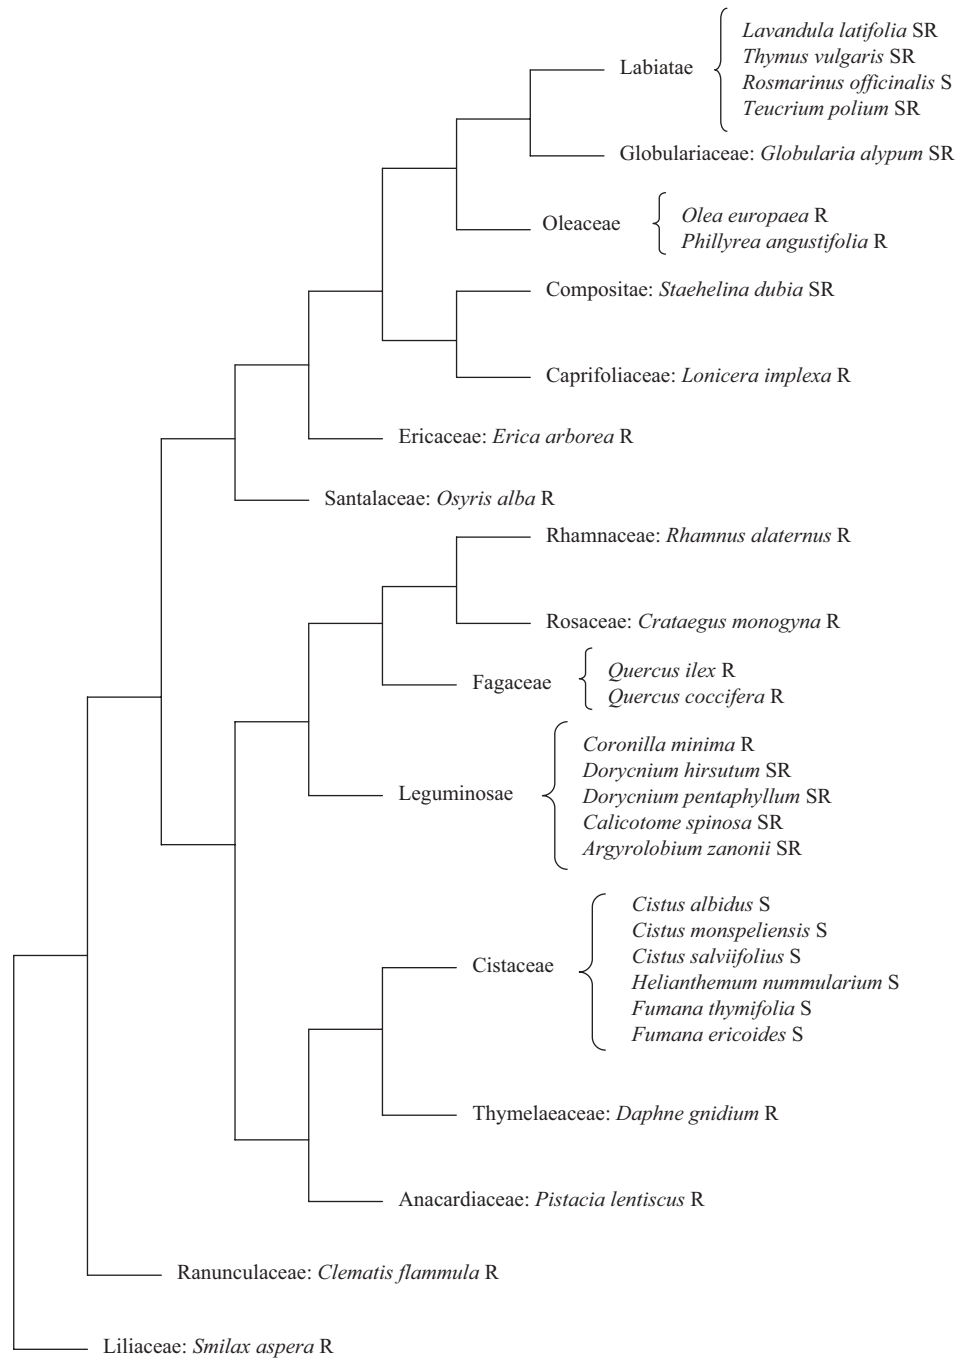 Labiatae
Lavandula latifolia SR
Thymus vulgaris SR
Rosmarinus officinalis S
Teucrium polium SR
Globulariaceae: Globularia alypum SR
Oleaceae
Olea europaea R
Phillyrea angustifolia R
Compositae: Staehelina dubia SR
Caprifoliaceae: Lonicera implexa R
Ericaceae: Erica arborea R
Santalaceae: Osyris alba R
Rhamnaceae: Rhamnus alaternus R
Rosaceae: Crataegus monogyna R
Fagaceae
Quercus ilex R
Quercus coccifera R
Leguminosae
Coronilla minima R
Dorycnium hirsutum SR
Dorycnium pentaphyllum SR
Calicotome spinosa SR
Argyrolobium zanonii SR
Cistaceae
Cistus albidus S
Cistus monspeliensis S
Cistus salviifolius S
Helianthemum nummularium S
Fumana thymifolia S
Fumana ericoides S
Thymelaeaceae: Daphne gnidium R
Anacardiaceae: Pistacia lentiscus R
Ranunculaceae: Clematis flammula R
Liliaceae: Smilax aspera R